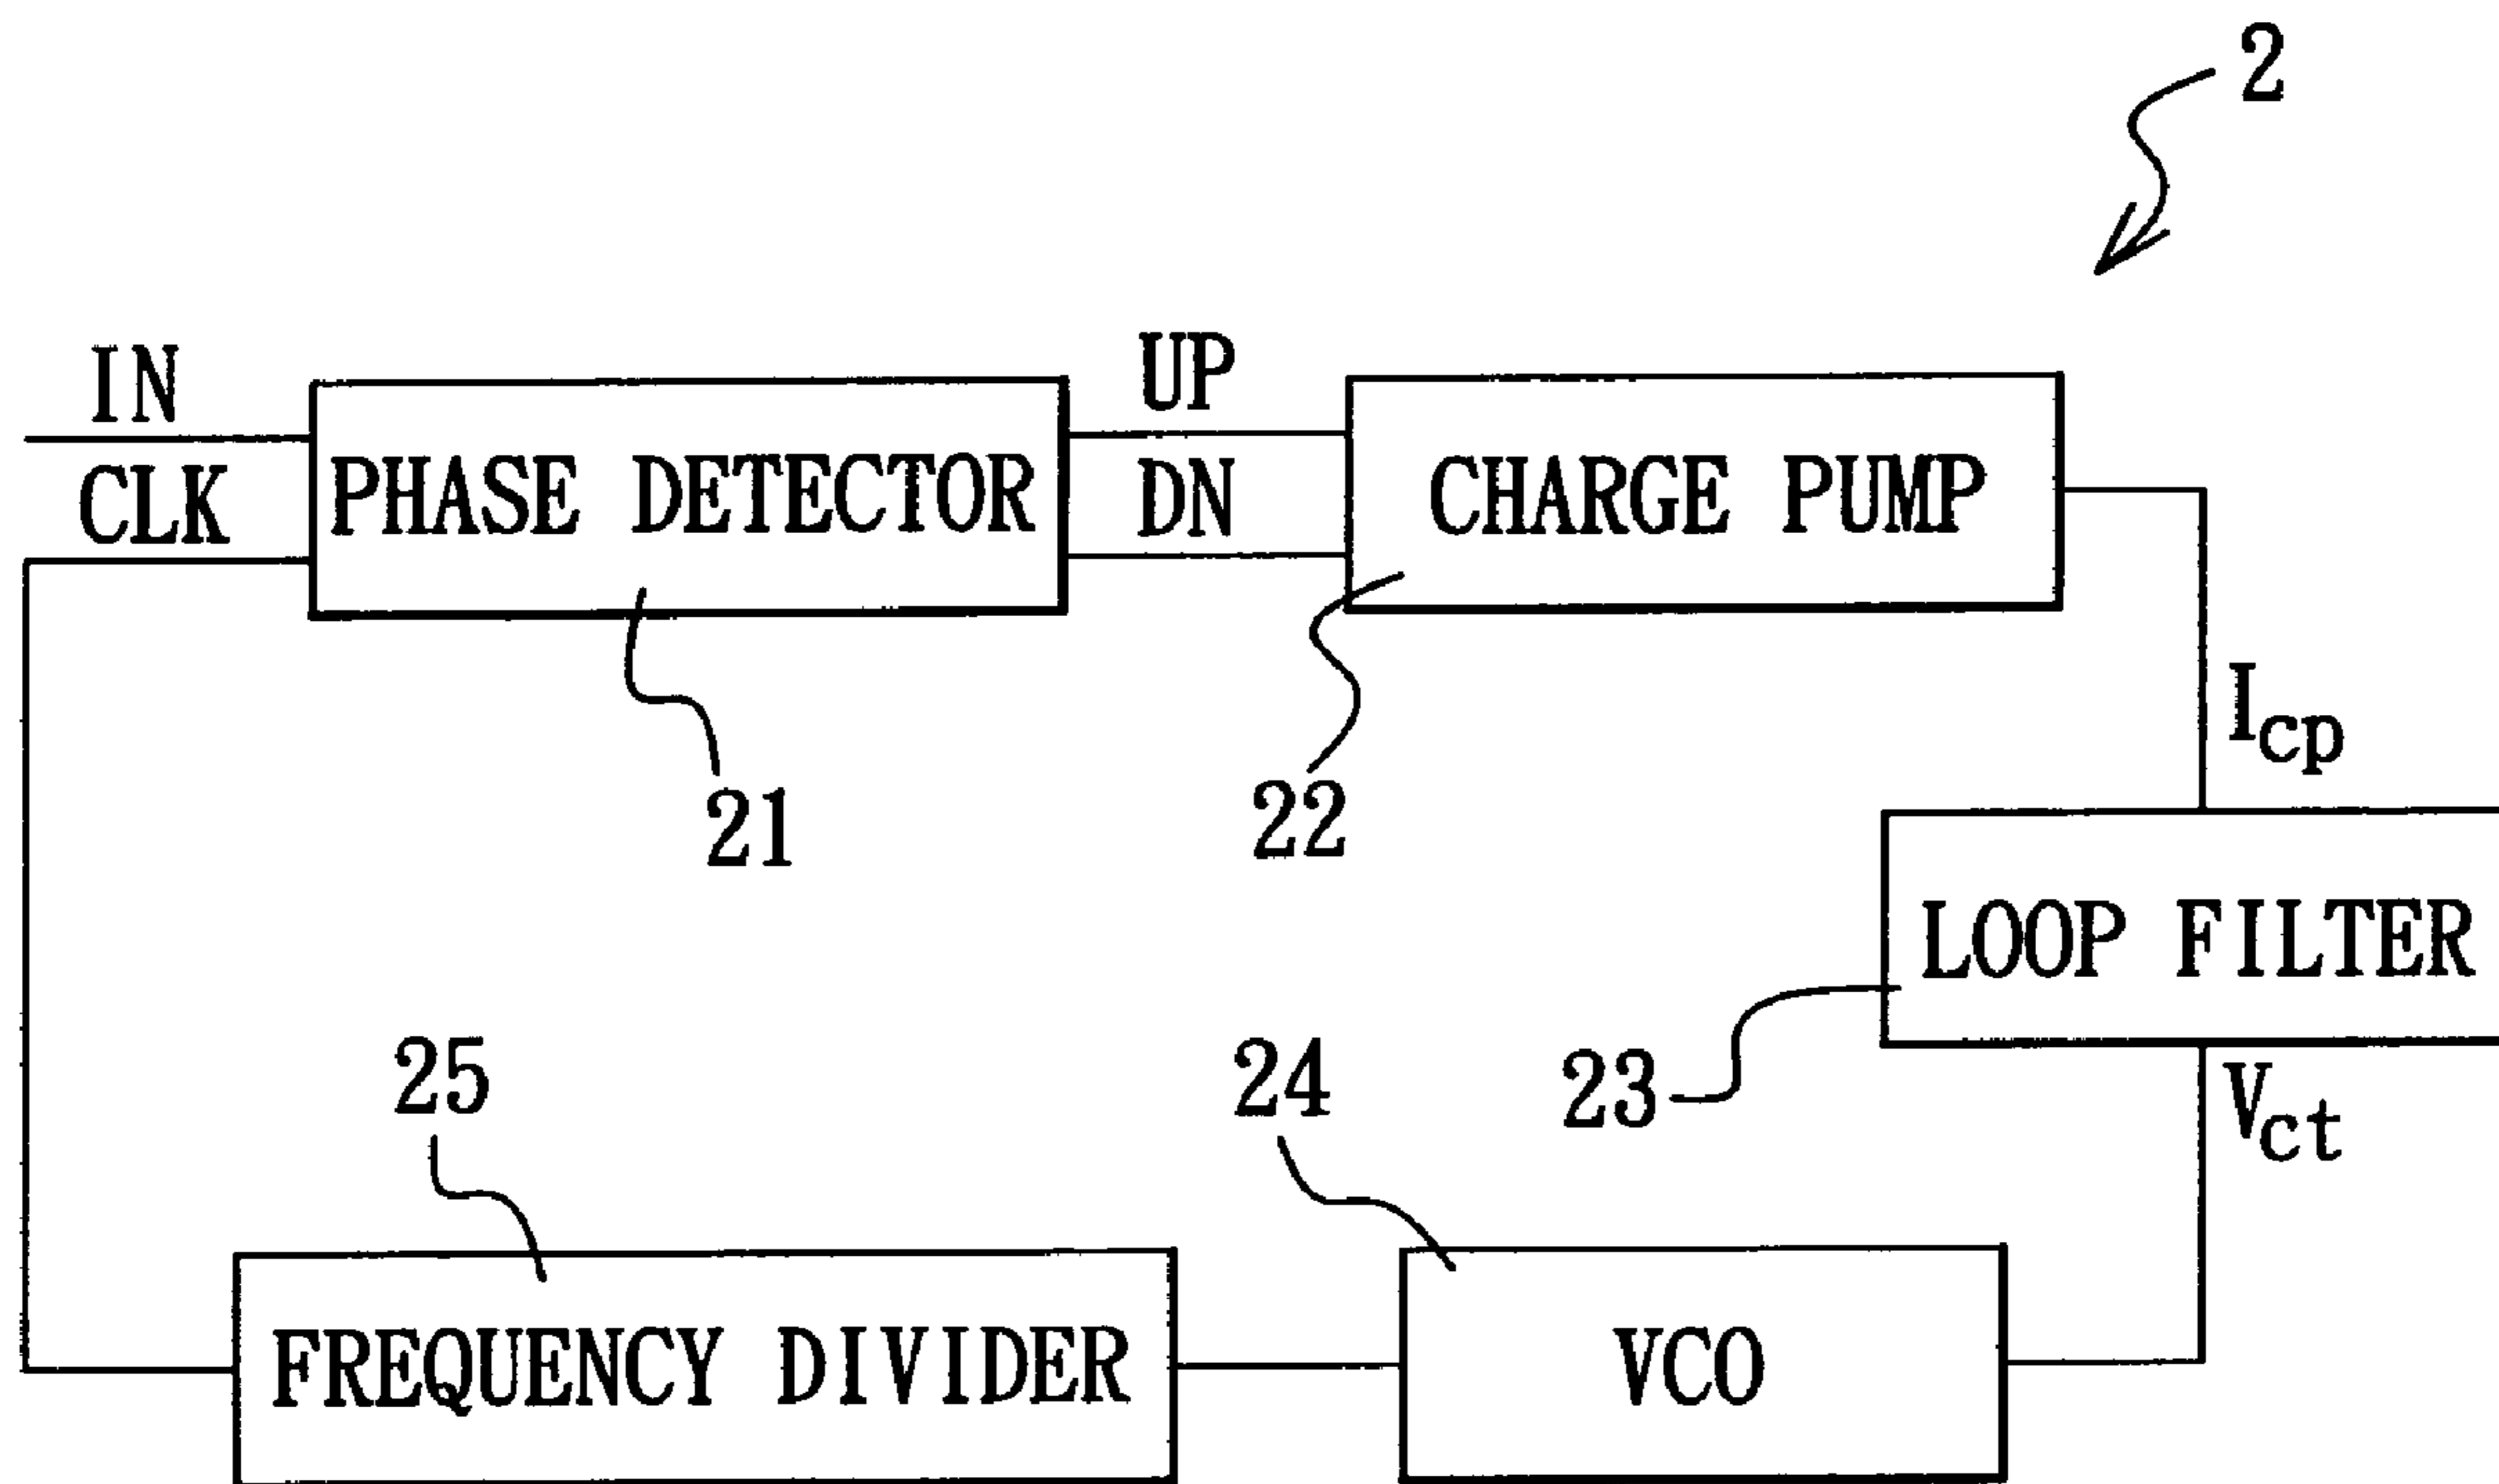 2
IN
UP
CLK
PHASE DETECTOR
DN
CHARGE PUMP
Icp
21
22
LOOP FILTER
25
24
23
Vct
FREQUENCY DIVIDER
VCO